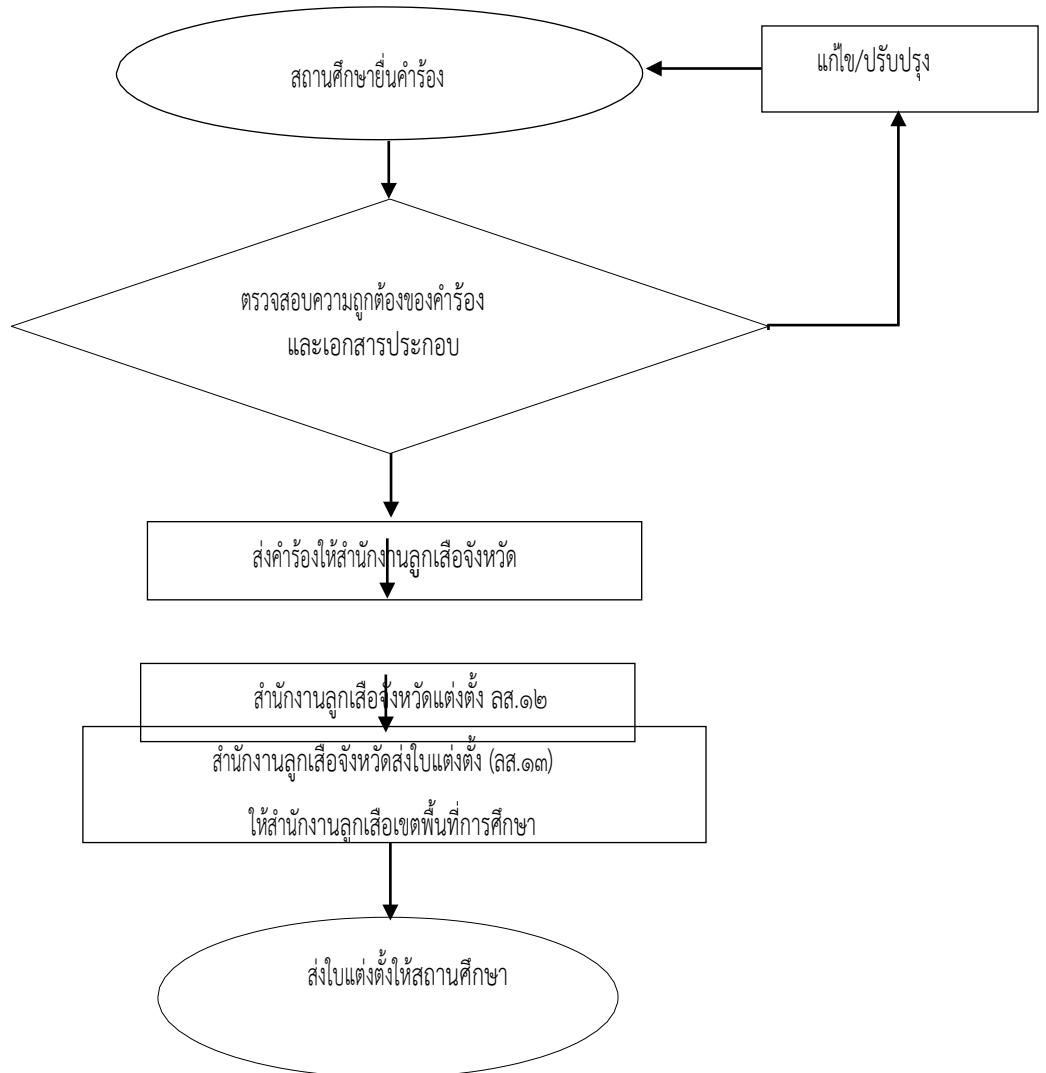 สถานศึกษายื่นคำร้อง
แก้ไข/ปรับปรุง
ตรวจสอบความถูกต้องของคำร้อง
และเอกสารประกอบ
ส่งคำร้องให้สำนักงานลูกเสือจังหวัด
สำนักงานลูกเสือจังหวัดแต่งตั้ง ลส.๑๒
สำนักงานลูกเสือจังหวัดส่งใบแต่งตั้ง (ลส.๑๓)
ให้สำนักงานลูกเสือเขตพื้นที่การศึกษา
ส่งใบแต่งตั้งให้สถานศึกษา